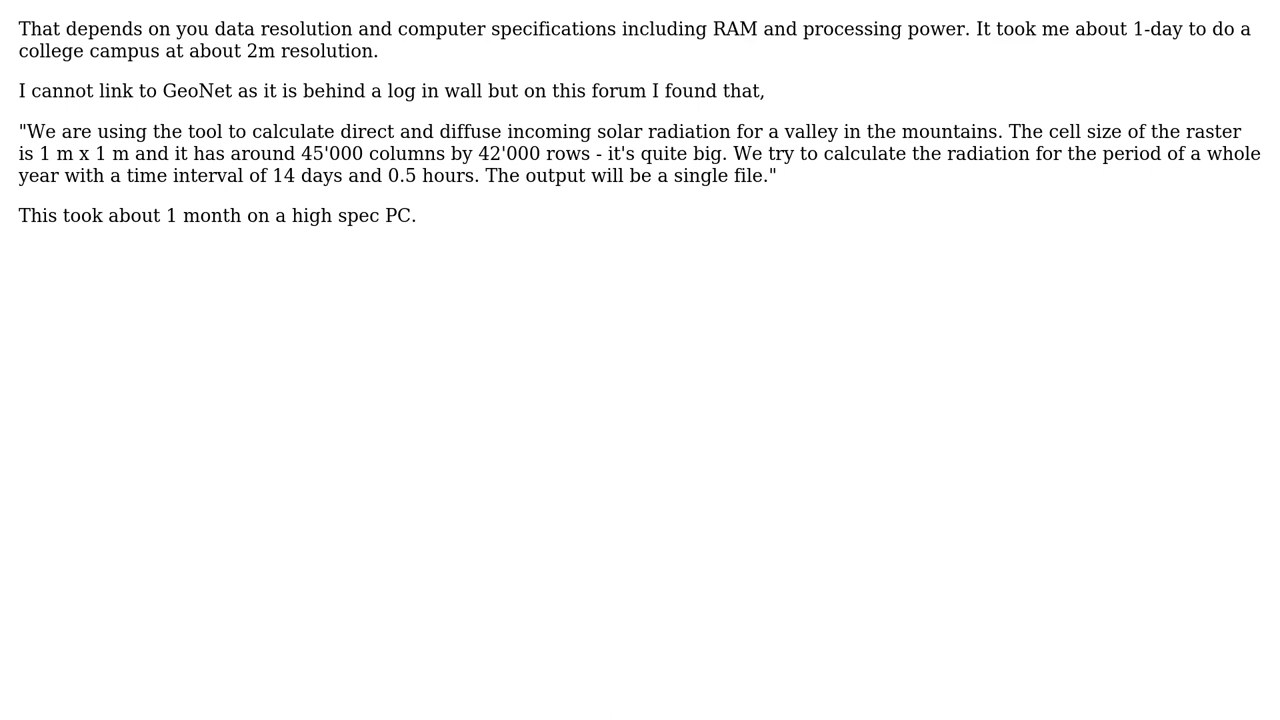 That depends on you data resolution and computer specifications including RAM and processing power. It took me about 1-day to do a
college campus at about 2m resolution.
I cannot link to GeoNet as it is behind a log in wall but on this forum I found that,
"We are using the tool to calculate direct and diffuse incoming solar radiation for a valley in the mountains. The cell size of the raster
is 1 m x 1 m and it has around 45'000 columns by 42'000 rows - it's quite big. We try to calculate the radiation for the period of a whole
year with a time interval of 14 days and 0.5 hours. The output will be a single file."
This took about 1 month on a high spec PC.